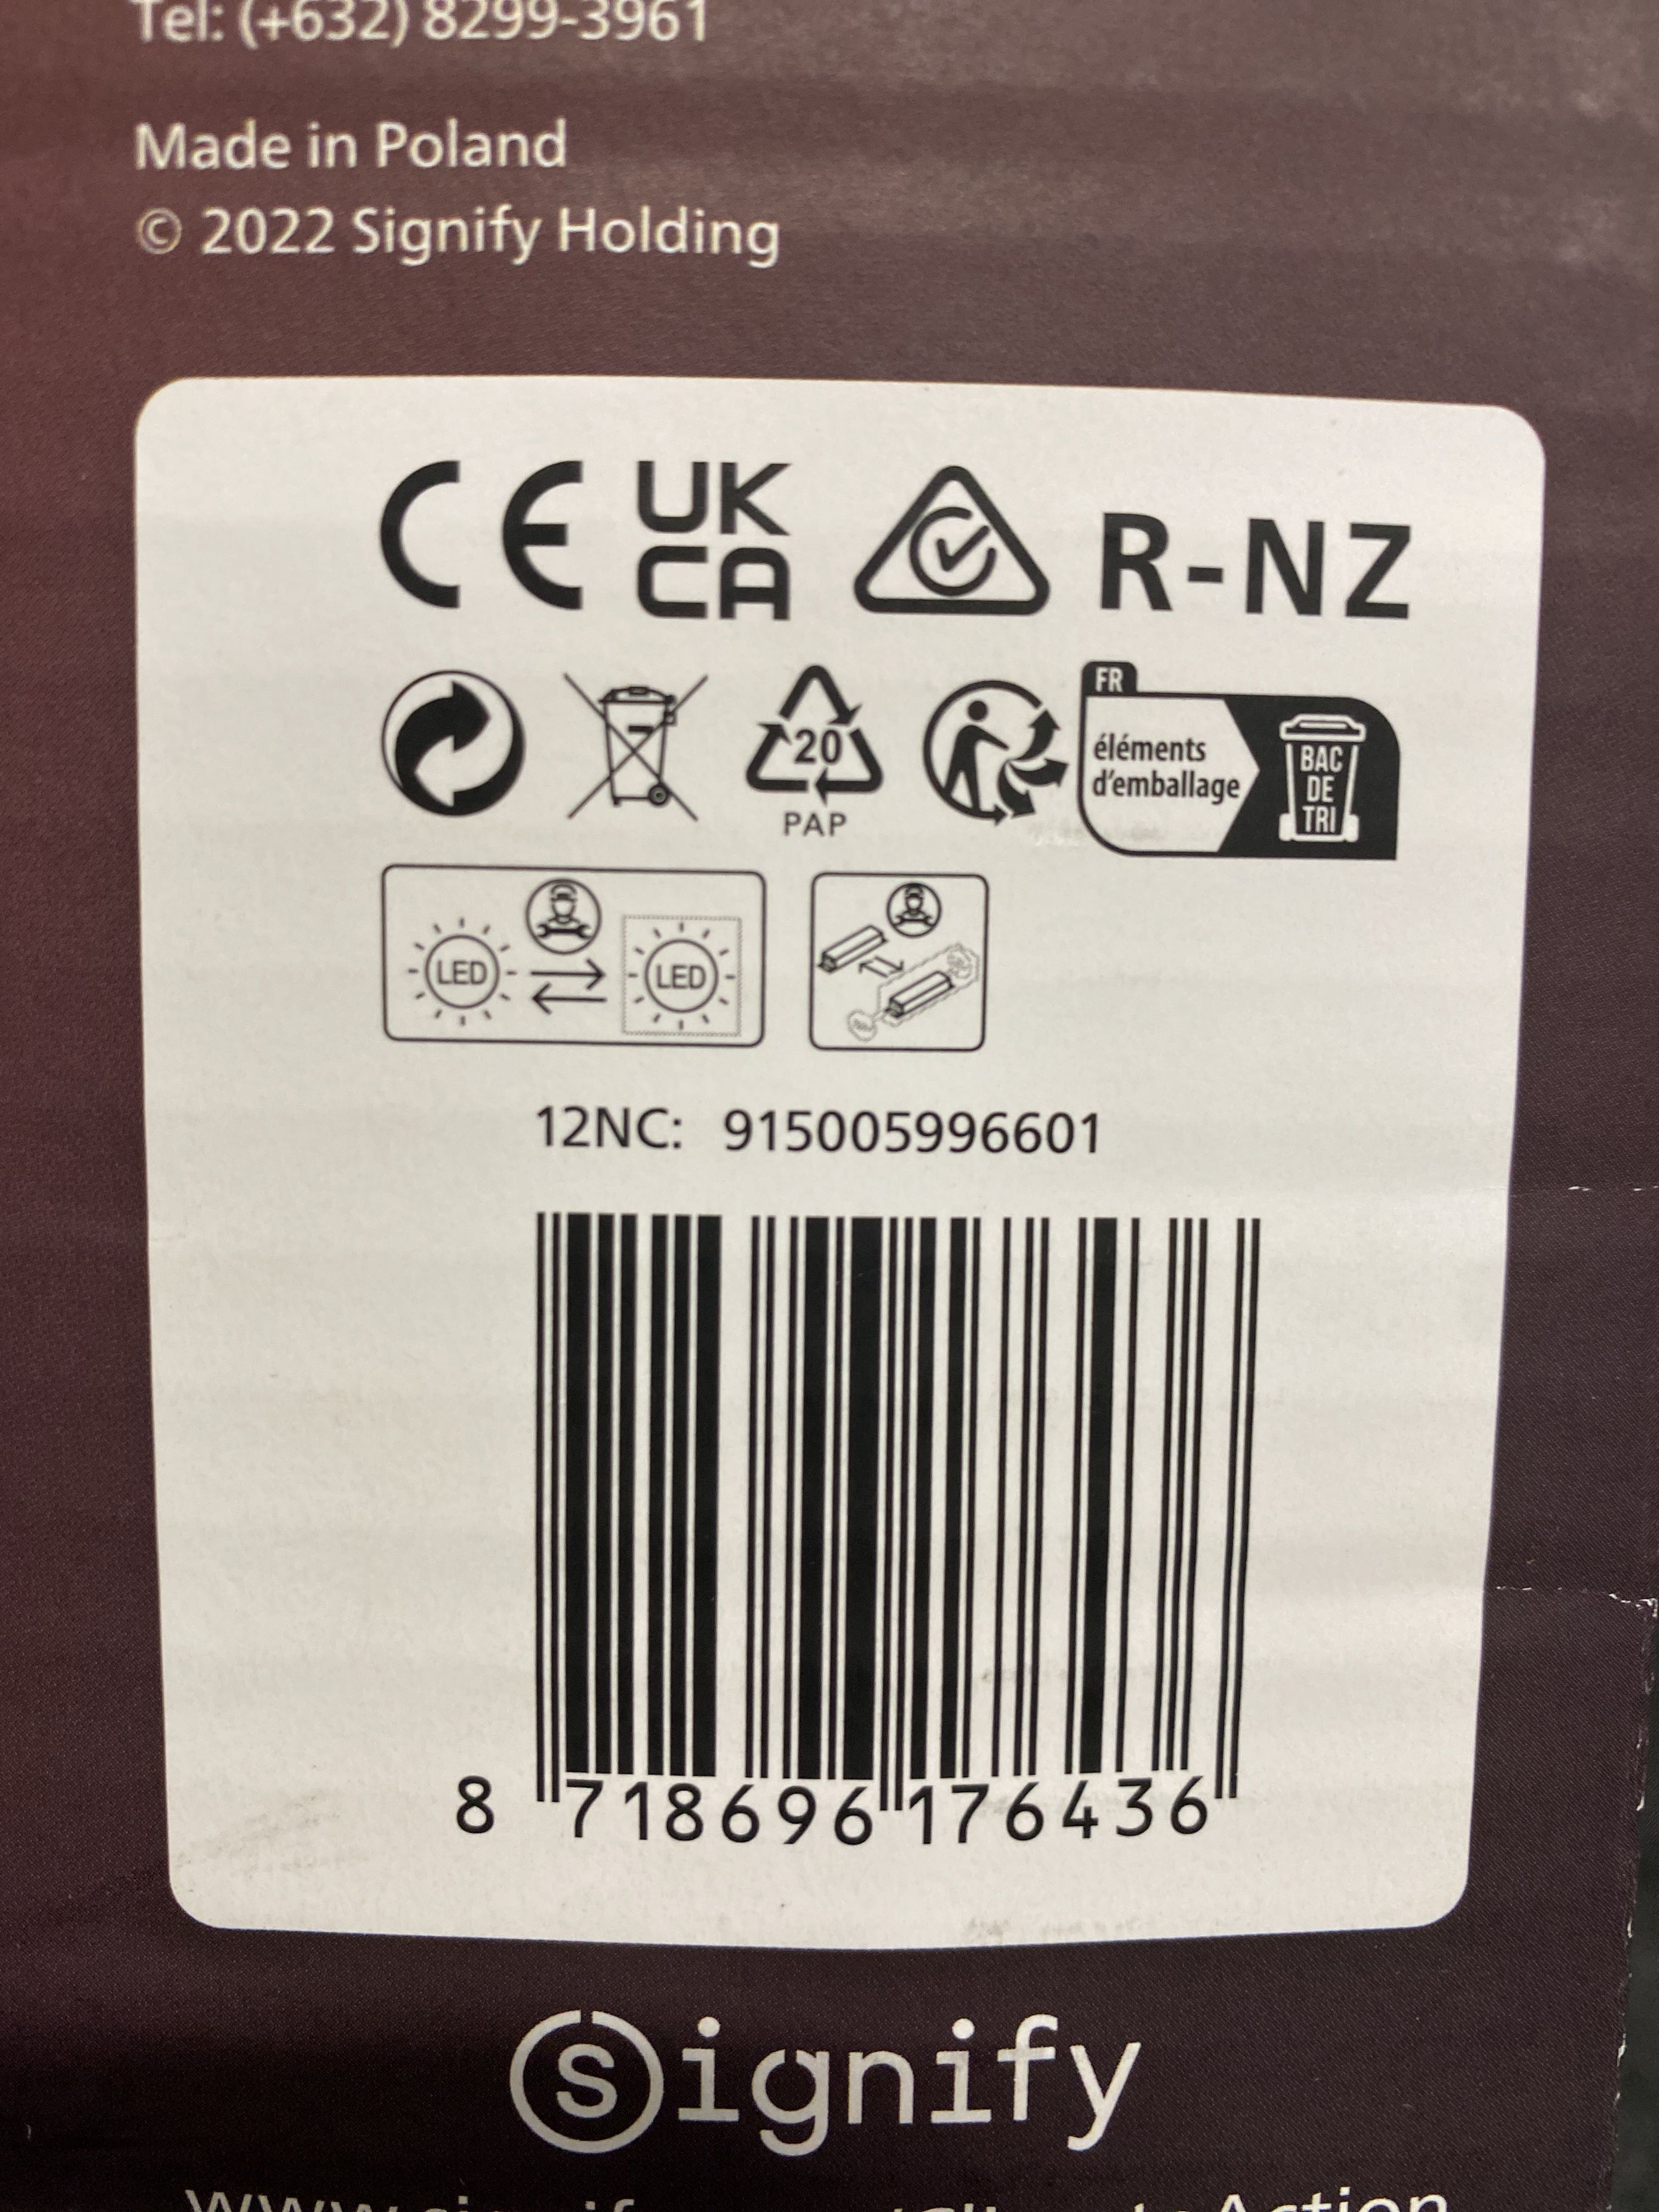 Tel: (+632) 8299-3961
Made in Poland
© 2022 Signify Holding
CE UK CA R-NZ
FR
éléments d'emballage
BAC DE TRI
20
PAP
LED LED
12NC: 915005996601
8 718696 176436
Signify